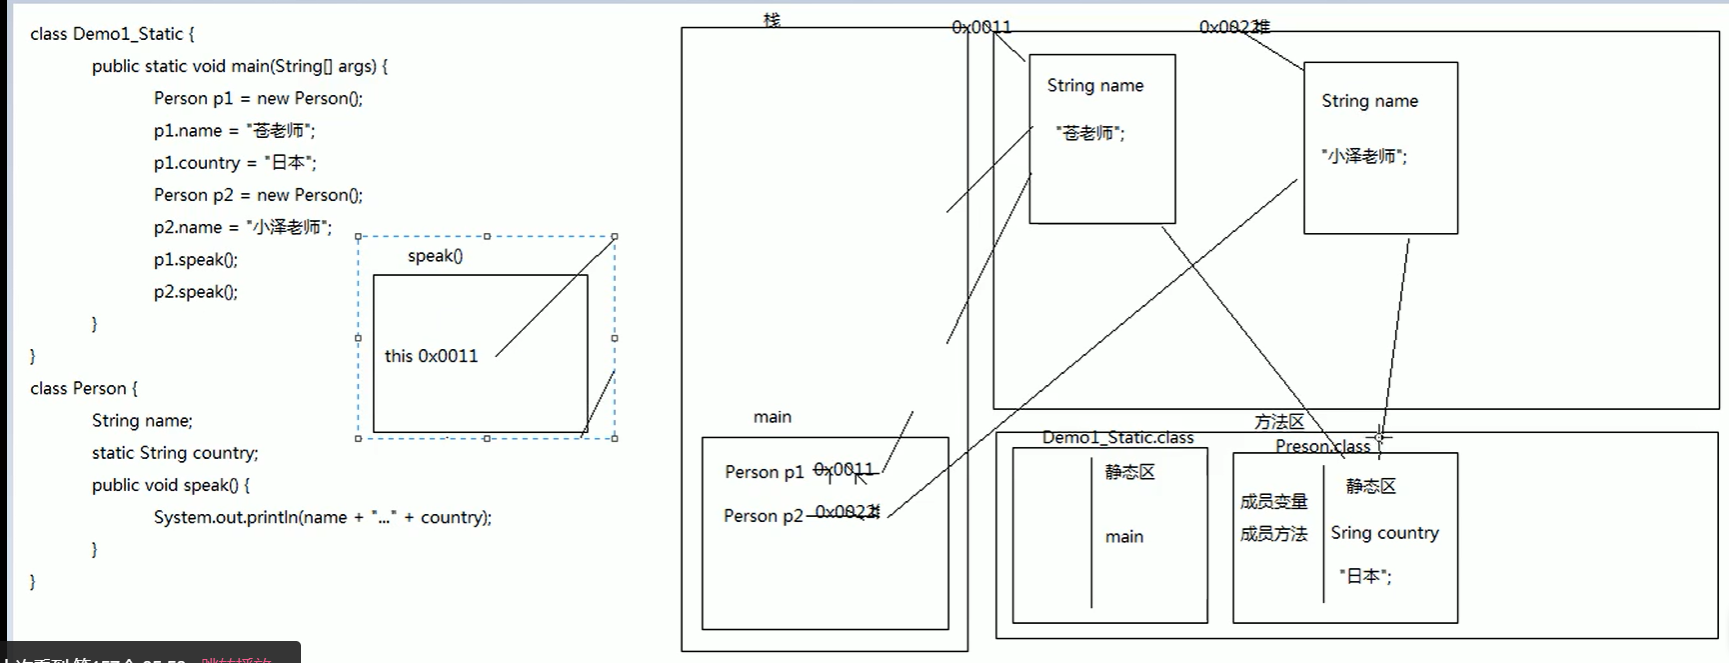 class Demo1_Static {
public static void main(String[] args) {
Person p1 = new Person();
p1.name = "苍老师";
p1.country = "日本";
Person p2 = new Person();
p2.name = "小泽老师";
p1.speak();
p2.speak();
}
}
class Person {
String name;
static String country;
public void speak() {
System.out.println(name + "..." + country);
}
}
speak()
this 0x0011
栈
main
Person p1 0x0011
Person p2 0x0022
0x0011
0x0022堆
String name
"苍老师";
String name
"小泽老师";
方法区
Demo1_Static.class
静态区
main
Preson.class
成员变量
成员方法
静态区
Sring country
"日本";